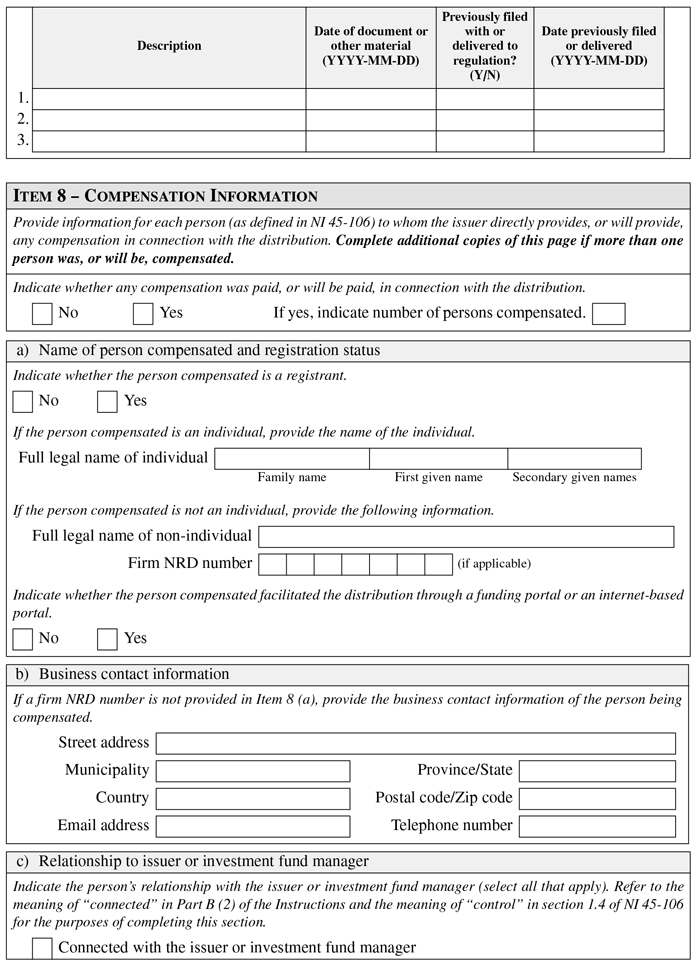 Description
Date of document or
other material
(YYYY-MM-DD)
Previously filed
with or
delivered to
regulation?
(Y/N)
Date previously filed
or delivered
(YYYY-MM-DD)
1.
2.
3.
ITEM 8 – COMPENSATION INFORMATION
Provide information for each person (as defined in NI 45-106) to whom the issuer directly provides, or will provide,
any compensation in connection with the distribution. Complete additional copies of this page if more than one
person was, or will be, compensated.
Indicate whether any compensation was paid, or will be paid, in connection with the distribution.
No Yes If yes, indicate number of persons compensated.
a) Name of person compensated and registration status
Indicate whether the person compensated is a registrant.
No Yes
If the person compensated is an individual, provide the name of the individual.
Full legal name of individual
Family name First given name Secondary given names
If the person compensated is not an individual, provide the following information.
Full legal name of non-individual
Firm NRD number (if applicable)
Indicate whether the person compensated facilitated the distribution through a funding portal or an internet-based
portal.
No Yes
b) Business contact information
If a firm NRD number is not provided in Item 8 (a), provide the business contact information of the person being
compensated.
Street address
Municipality Province/State
Country Postal code/Zip code
Email address Telephone number
c) Relationship to issuer or investment fund manager
Indicate the person's relationship with the issuer or investment fund manager (select all that apply). Refer to the
meaning of “connected” in Part B (2) of the Instructions and the meaning of “control” in section 1.4 of NI 45-106
for the purposes of completing this section.
Connected with the issuer or investment fund manager